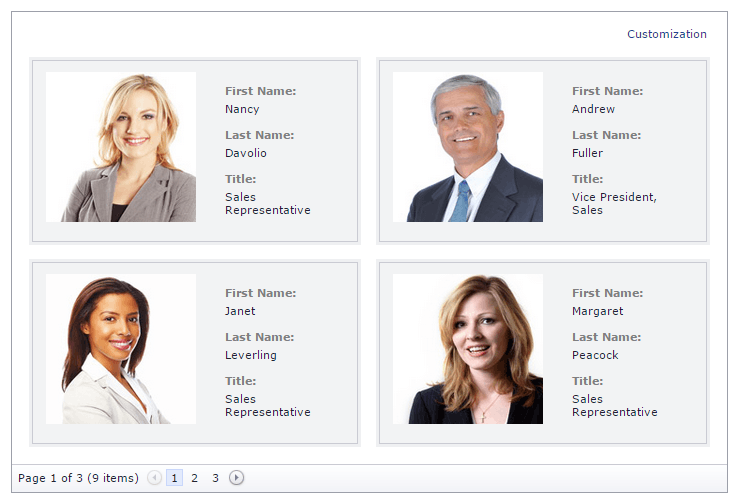 Customization
First Name:
Nancy
Last Name:
Davolio
Title:
Sales
Representative
First Name:
Andrew
Last Name:
Fuller
Title:
Vice President,
Sales
First Name:
Janet
Last Name:
Leverling
Title:
Sales
Representative
First Name:
Margaret
Last Name:
Peacock
Title:
Sales
Representative
Page 1 of 3 (9 items) 1 2 3